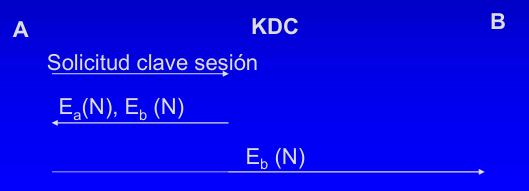 A KDC B
Solicitud clave sesión
Ea(N), Eb (N)
Eb (N)